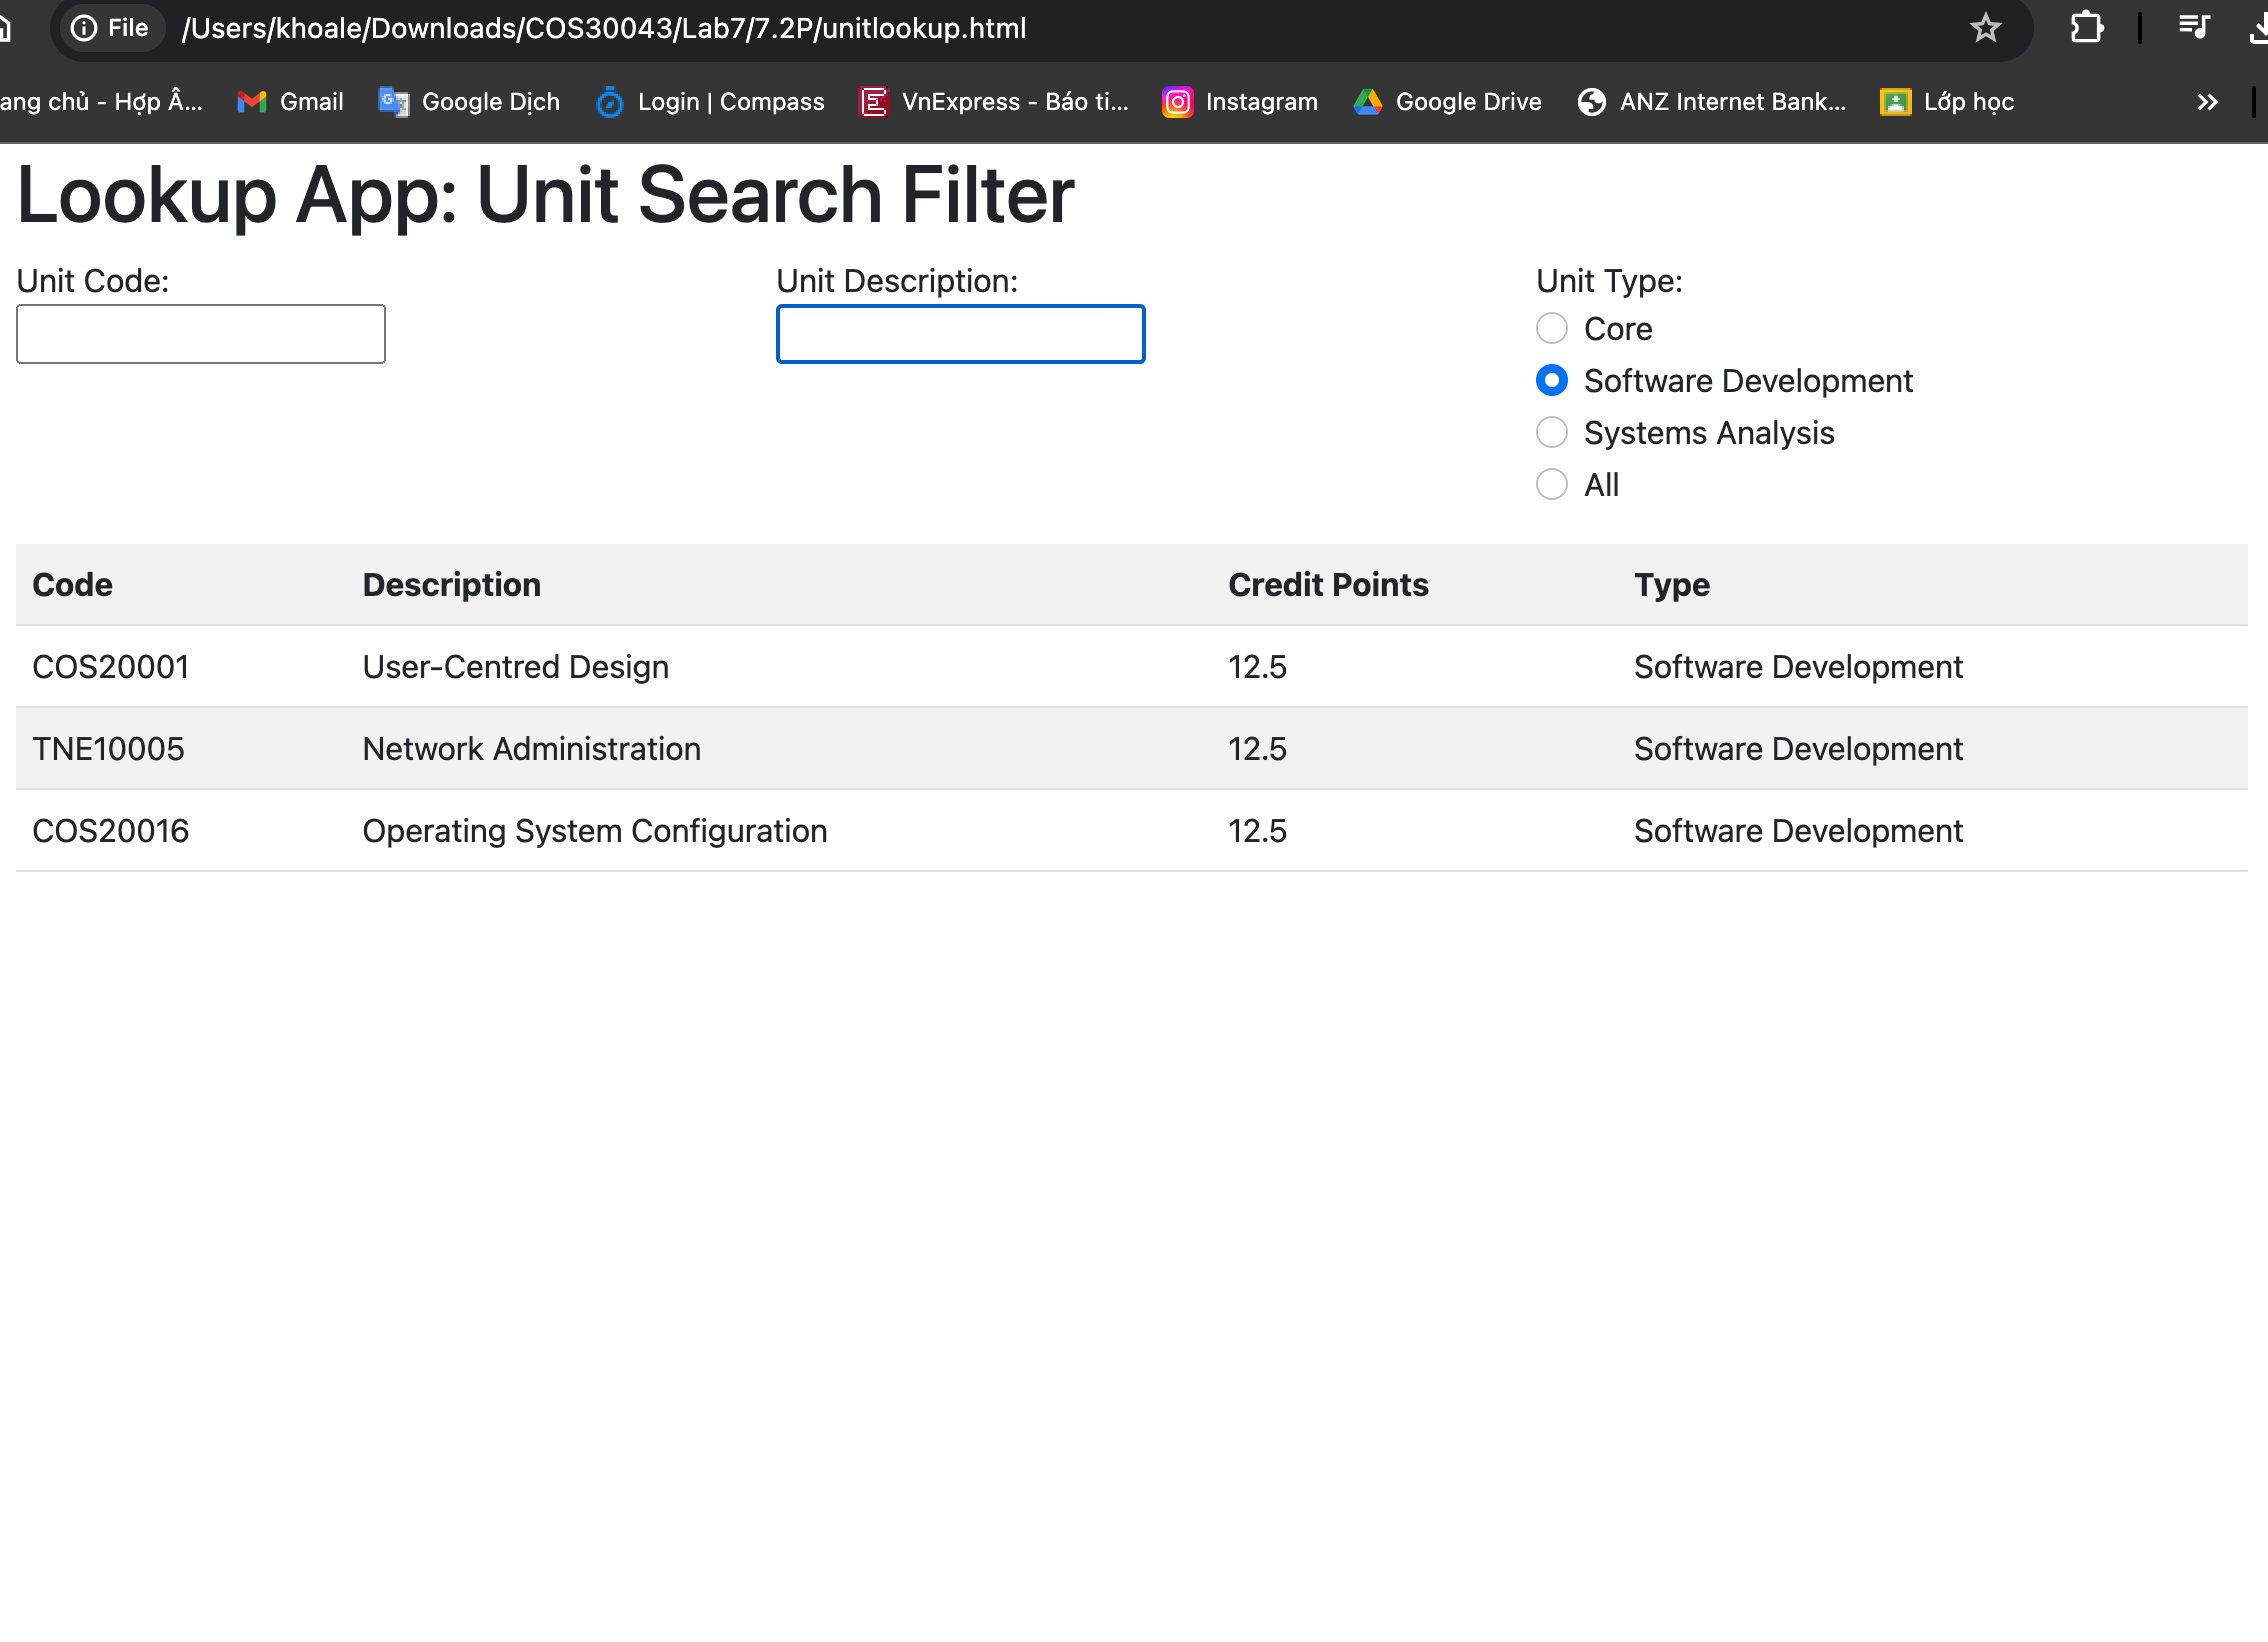 File /Users/khoale/Downloads/COS30043/Lab7/7.2P/unitlookup.html
ang chủ - Hợp Â... Gmail Google Dịch Login | Compass VnExpress - Báo ti... Instagram Google Drive ANZ Internet Bank... Lớp học
Lookup App: Unit Search Filter
Unit Code: Unit Description: Unit Type:
Core
Software Development
Systems Analysis
All
Code Description Credit Points Type
COS20001 User-Centred Design 12.5 Software Development
TNE10005 Network Administration 12.5 Software Development
COS20016 Operating System Configuration 12.5 Software Development